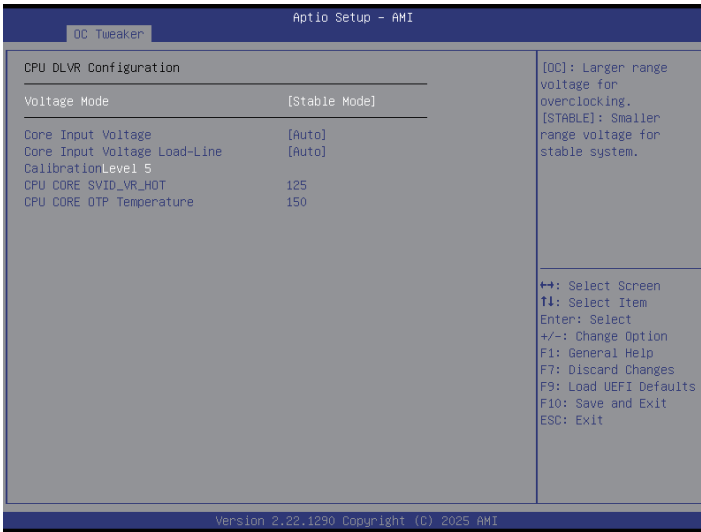 Aptio Setup - AMI
OC Tweaker
CPU DLVR Configuration
Voltage Mode [Stable Mode]
Core Input Voltage [Auto]
Core Input Voltage Load-Line [Auto]
CalibrationLevel 5
CPU CORE SVID_VR_HOT 125
CPU CORE OTP Temperature 150
[OC]: Larger range
voltage for
overclocking.
[STABLE]: Smaller
range voltage for
stable system.
↔: Select Screen
↑↓: Select Item
Enter: Select
+/-: Change Option
F1: General Help
F7: Discard Changes
F9: Load UEFI Defaults
F10: Save and Exit
ESC: Exit
Version 2.22.1290 Copyright (C) 2025 AMI